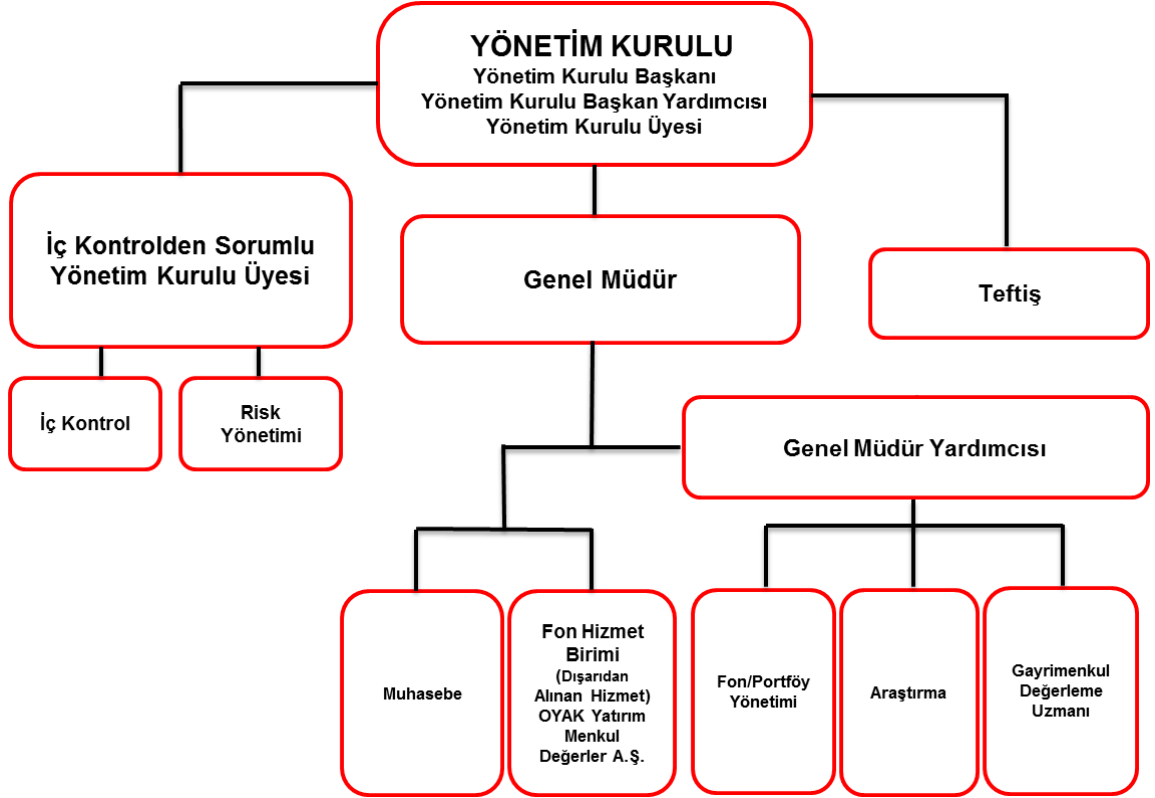 YÖNETİM KURULU
Yönetim Kurulu Başkanı
Yönetim Kurulu Başkan Yardımcısı
Yönetim Kurulu Üyesi
İç Kontrolden Sorumlu
Yönetim Kurulu Üyesi
Genel Müdür
Teftiş
İç Kontrol
Risk
Yönetimi
Genel Müdür Yardımcısı
Muhasebe
Fon Hizmet
Birimi
(Dışarıdan
Alınan Hizmet)
OYAK Yatırım
Menkul
Değerler A.Ş.
Fon/Portföy
Yönetimi
Araştırma
Gayrimenkul
Değerleme
Uzmanı